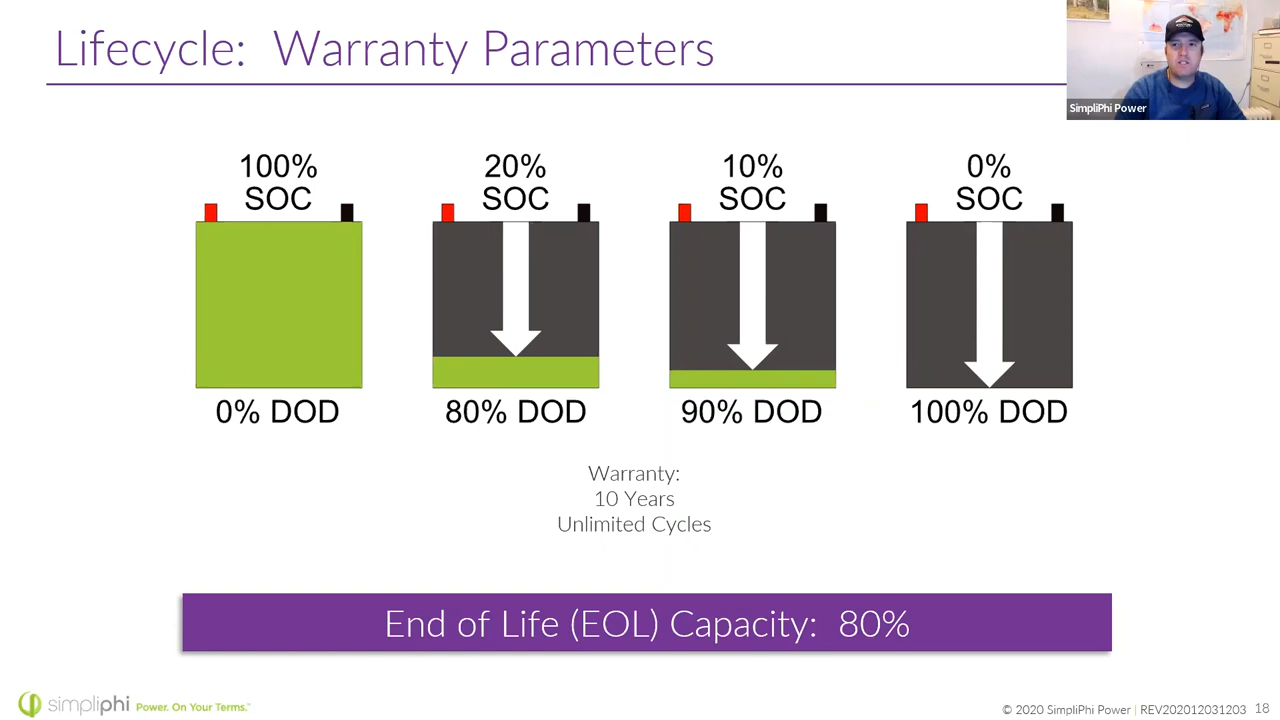 Lifecycle: Warranty Parameters
SimpliPhi Power
100% SOC
20% SOC
10% SOC
0% SOC
0% DOD
80% DOD
90% DOD
100% DOD
Warranty:
10 Years
Unlimited Cycles
End of Life (EOL) Capacity: 80%
simpliphi Power. On Your Terms.™
© 2020 SimpliPhi Power | REV202012031203 18